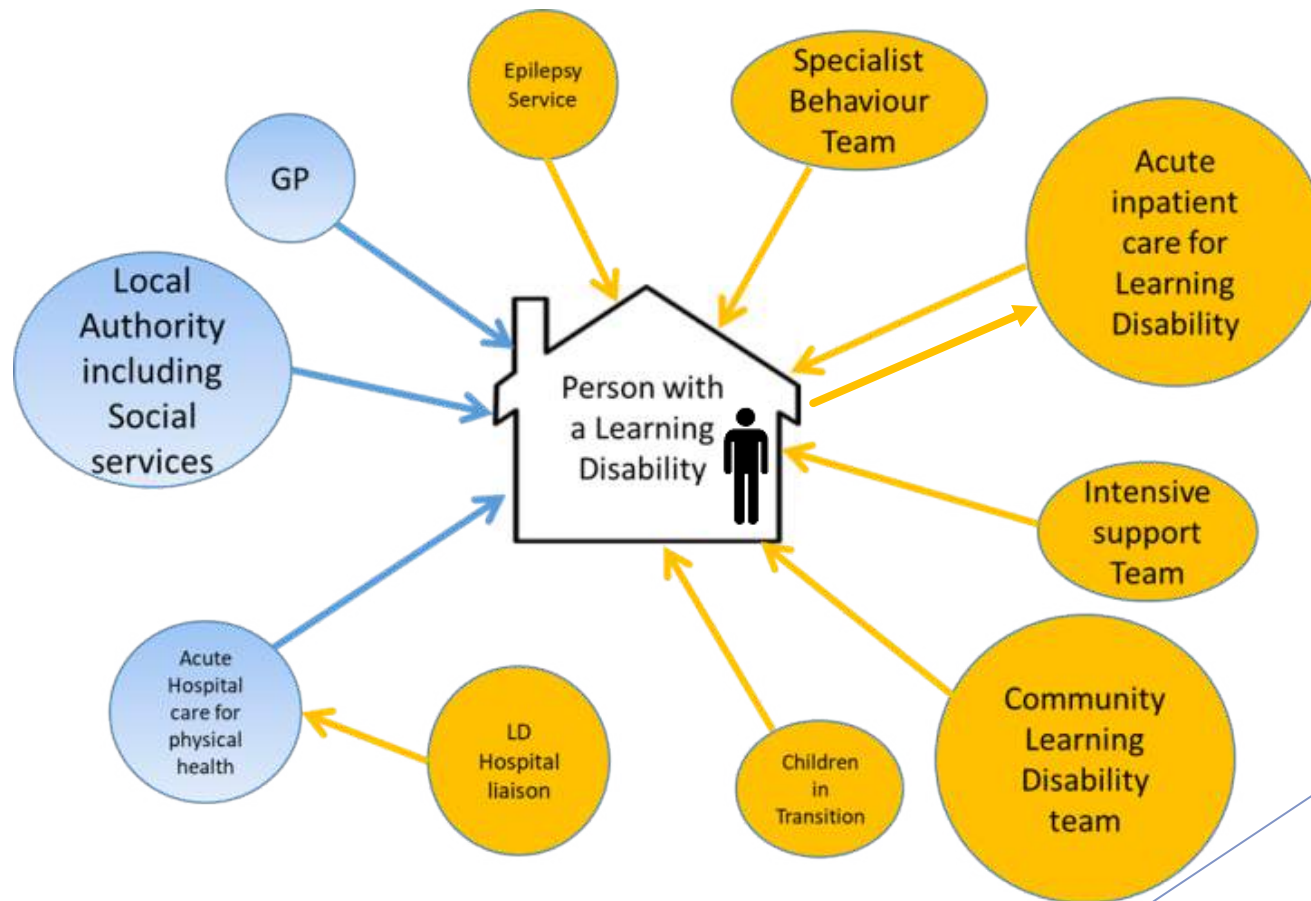 Epilepsy
Service
Specialist
Behaviour
Team
GP
Acute
inpatient
care for
Learning
Disability
Local
Authority
including
Social
services
Person with
a Learning
Disability
Intensive
support
Team
Acute
Hospital
care for
physical
health
LD
Hospital
liaison
Children
in
Transition
Community
Learning
Disability
team